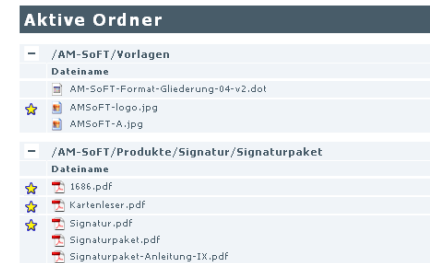 Aktive Ordner
/AM-SoFT/Vorlagen
Dateiname
AM-SoFT-Format-Gliederung-04-v2.dot
AMSoFT-logo.jpg
AMSoFT-A.jpg
/AM-SoFT/Produkte/Signatur/Signaturpaket
Dateiname
1686.pdf
Kartenleser.pdf
Signatur.pdf
Signaturpaket.pdf
Signaturpaket-Anleitung-IX.pdf